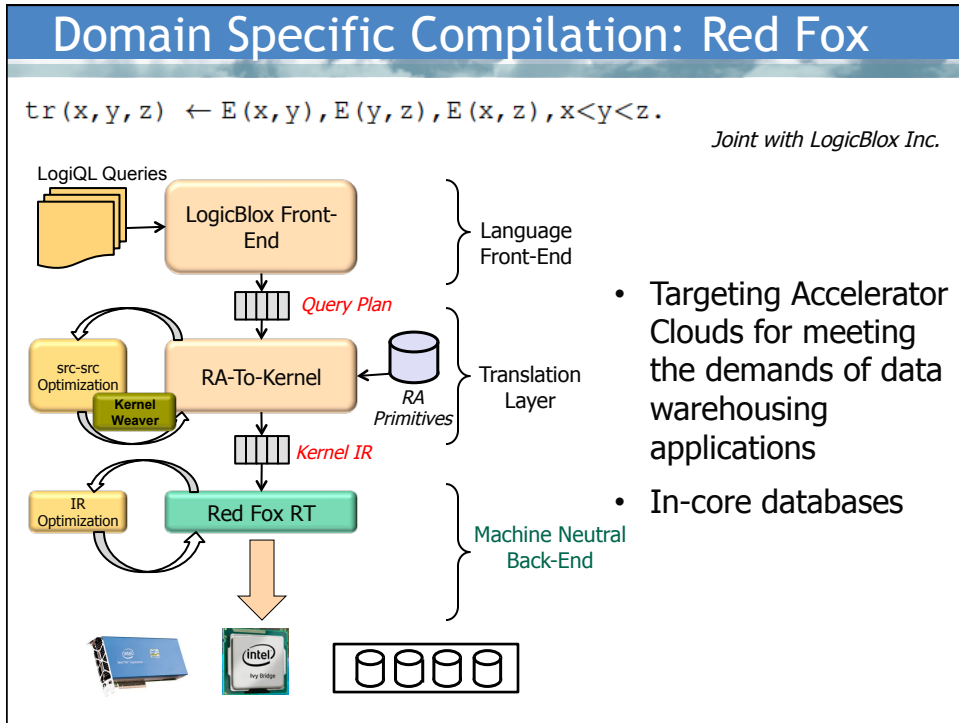 Domain Specific Compilation: Red Fox
tr(x,y,z) ← E(x,y),E(y,z),E(x,z),x<y<z.
Joint with LogicBlox Inc.
LogiQL Queries
LogicBlox Front-
End
Language
Front-End
Query Plan
src-src
Optimization
Kernel
Weaver
RA-To-Kernel
RA
Primitives
Translation
Layer
Kernel IR
IR
Optimization
Red Fox RT
Machine Neutral
Back-End
• Targeting Accelerator
Clouds for meeting
the demands of data
warehousing
applications
• In-core databases
intel
Ivy Bridge